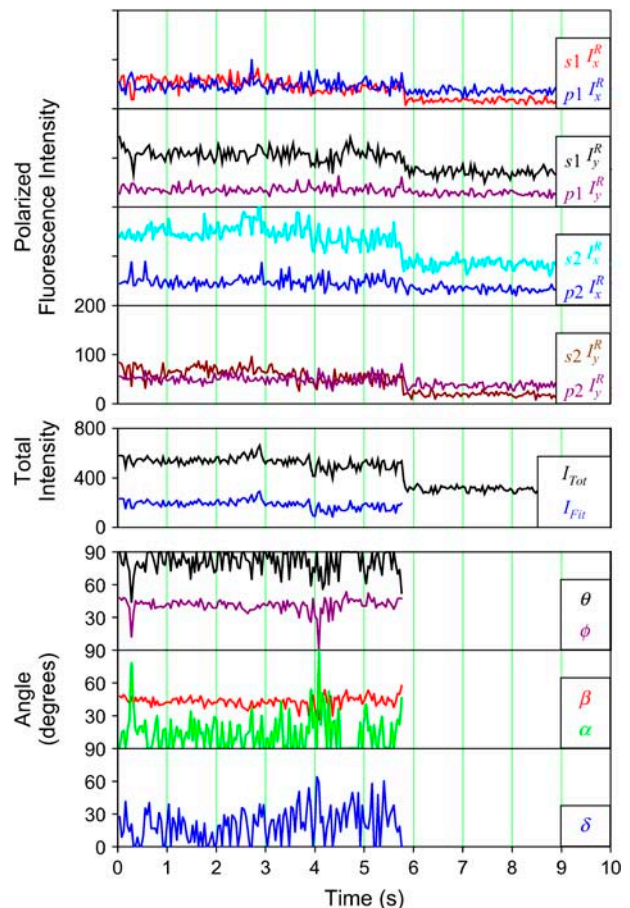 Polarized
Fluorescence Intensity
s1 I_x^R
p1 I_x^R
s1 I_y^R
p1 I_y^R
s2 I_x^R
p2 I_x^R
200
100
0
s2 I_y^R
p2 I_y^R
Total
Intensity
800
400
0
I_Tot
I_Fit
Angle
(degrees)
90
60
30
θ
ϕ
90
60
30
β
α
90
60
30
0
δ
0 1 2 3 4 5 6 7 8 9 10
Time (s)